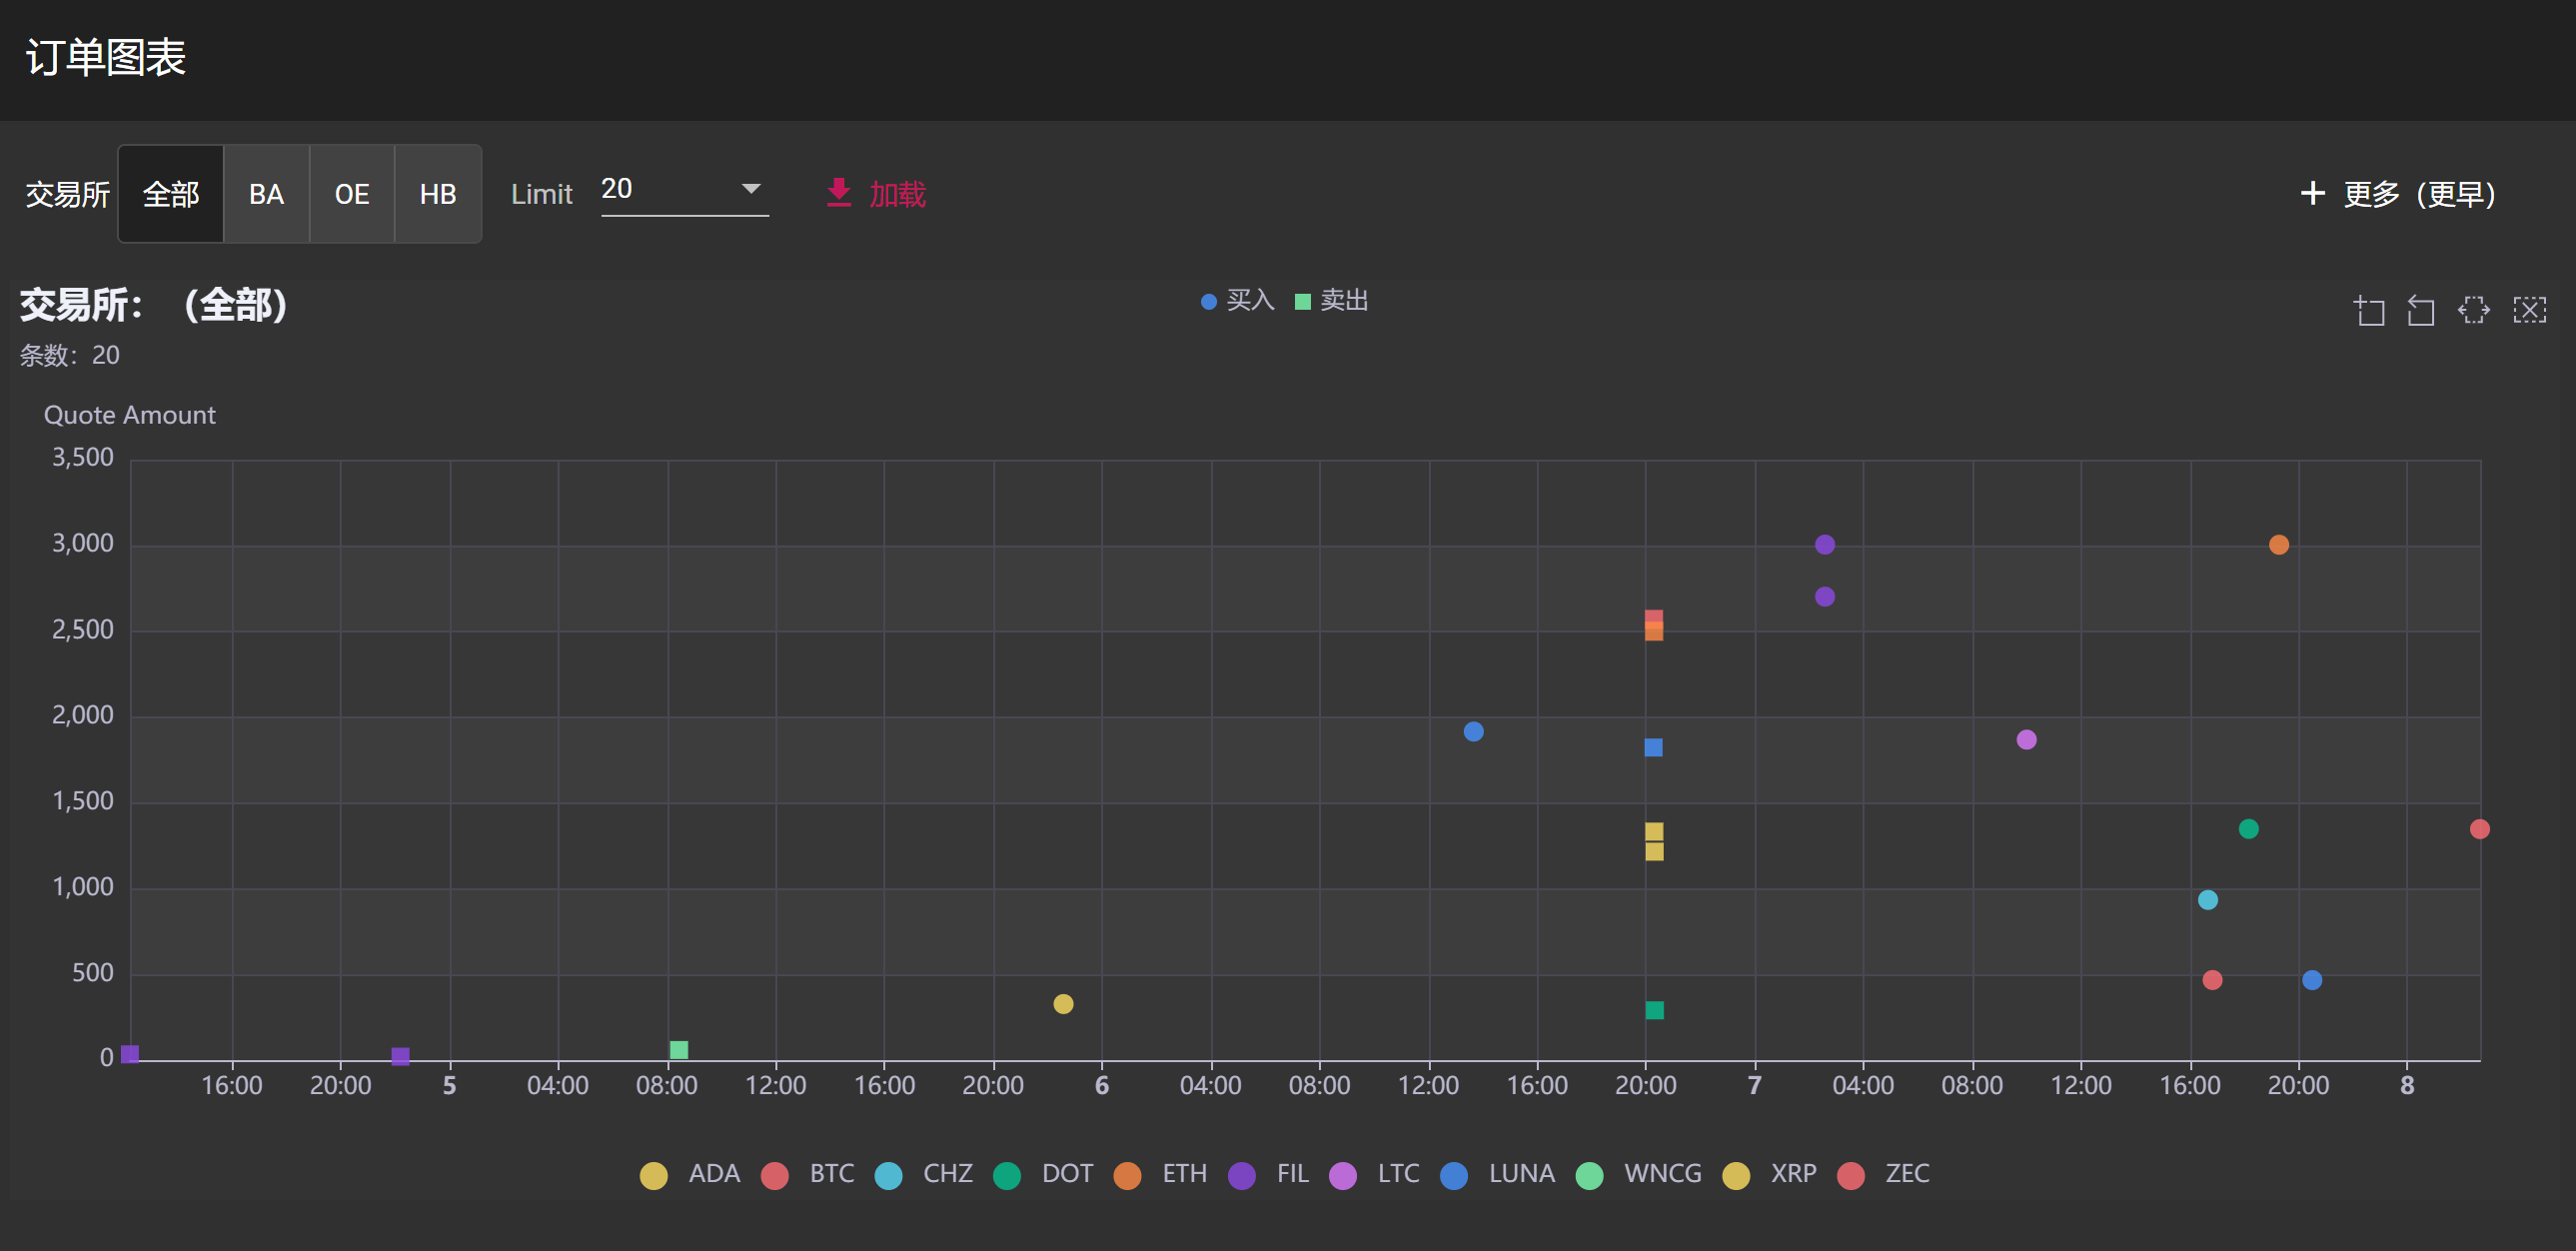 订单图表
交易所 全部 BA OE HB Limit 20 加载 更多（更早）
交易所：（全部）
买入 卖出
条数：20
Quote Amount
3,500
3,000
2,500
2,000
1,500
1,000
500
0
16:00 20:00 5 04:00 08:00 12:00 16:00 20:00 6 04:00 08:00 12:00 16:00 20:00 7 04:00 08:00 12:00 16:00 20:00 8
ADA BTC CHZ DOT ETH FIL LTC LUNA WNCG XRP ZEC